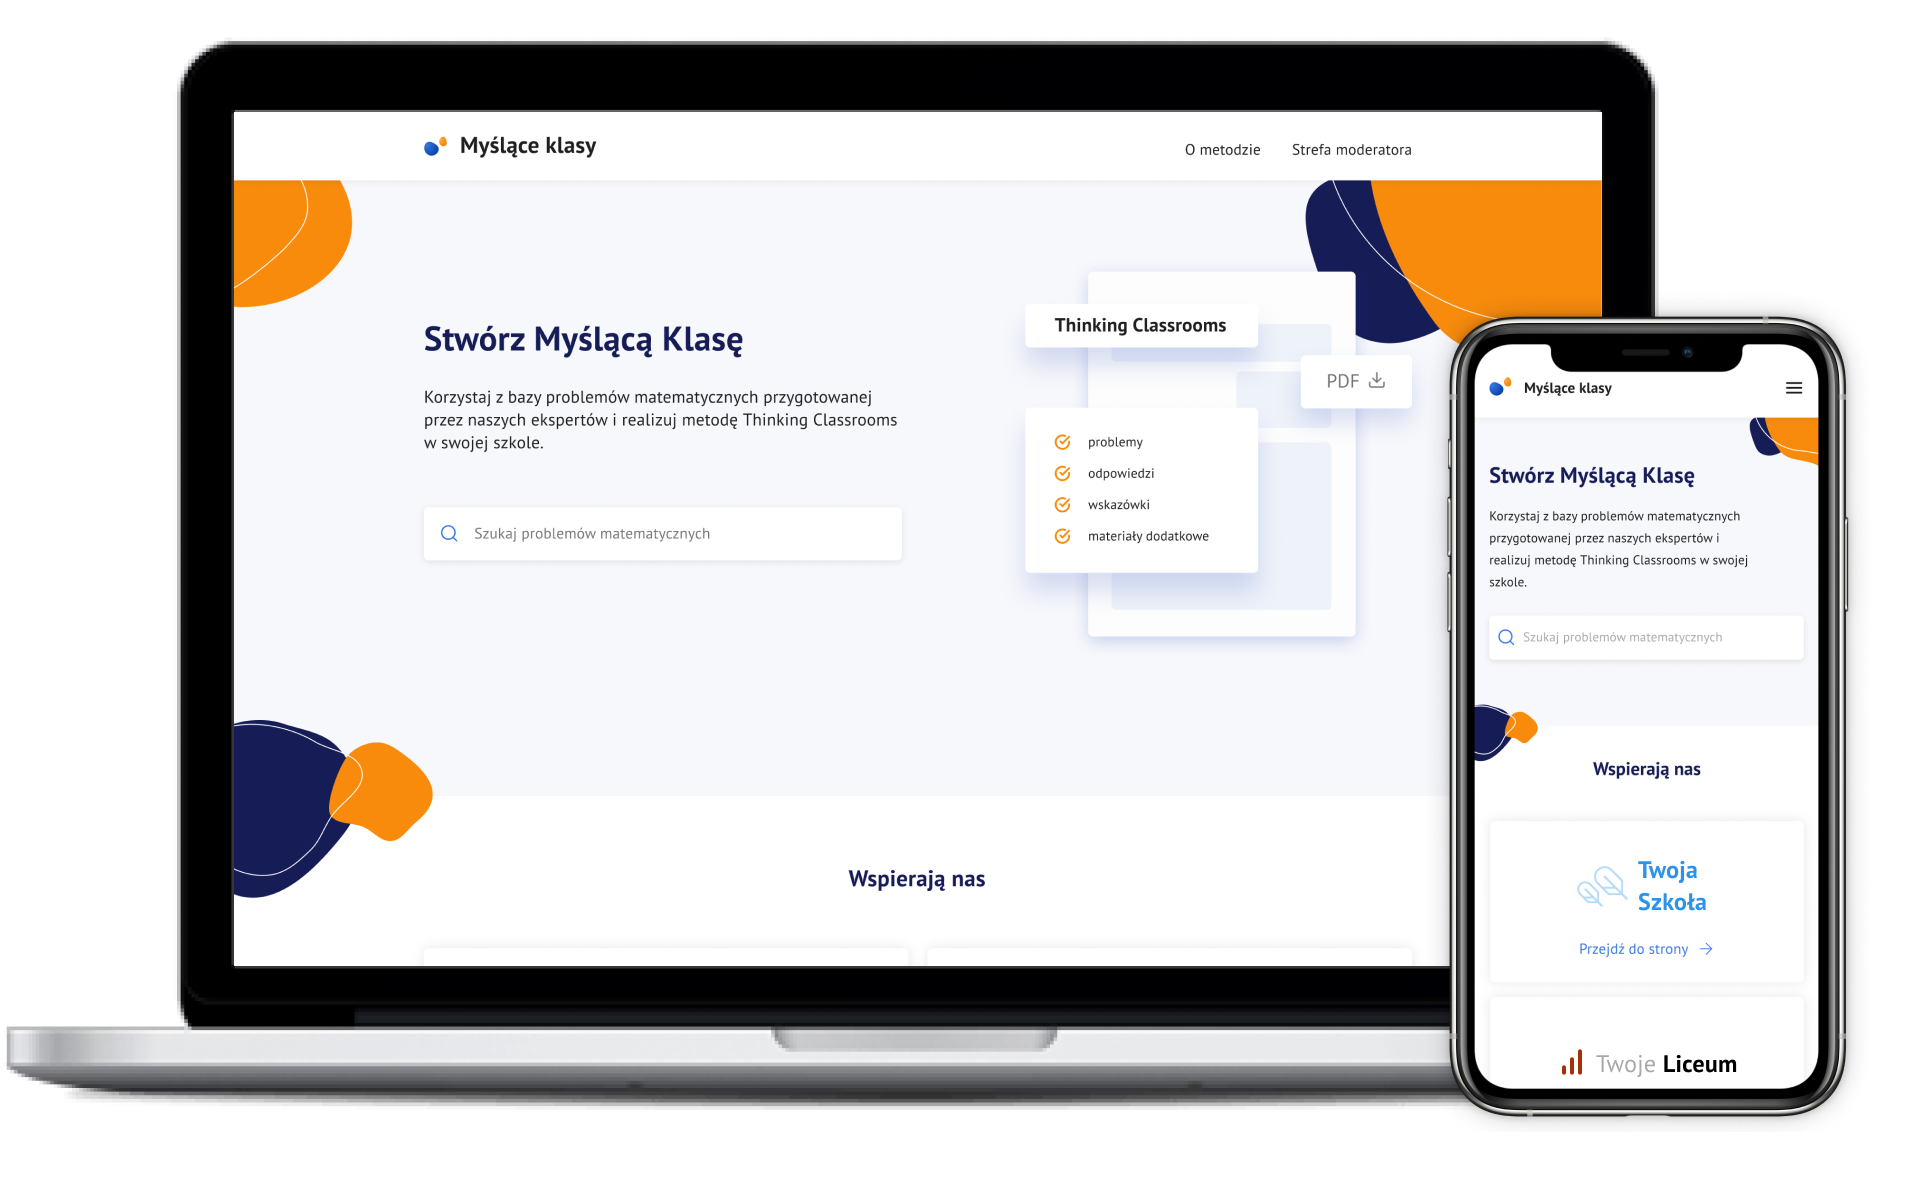 Myślące klasy
O metodzie
Strefa moderatora
Stwórz Myślącą Klasę
Korzystaj z bazy problemów matematycznych przygotowanej
przez naszych ekspertów i realizuj metodę Thinking Classrooms
w swojej szkole.
Szukaj problemów matematycznych
Thinking Classrooms
PDF
problemy
odpowiedzi
wskazówki
materiały dodatkowe
Wspierają nas
Myślące klasy
Stwórz Myślącą Klasę
Korzystaj z bazy problemów matematycznych
przygotowanej przez naszych ekspertów i
realizuj metodę Thinking Classrooms w swojej
szkole.
Szukaj problemów matematycznych
Wspierają nas
Twoja
Szkoła
Przejdź do strony
Twoje Liceum